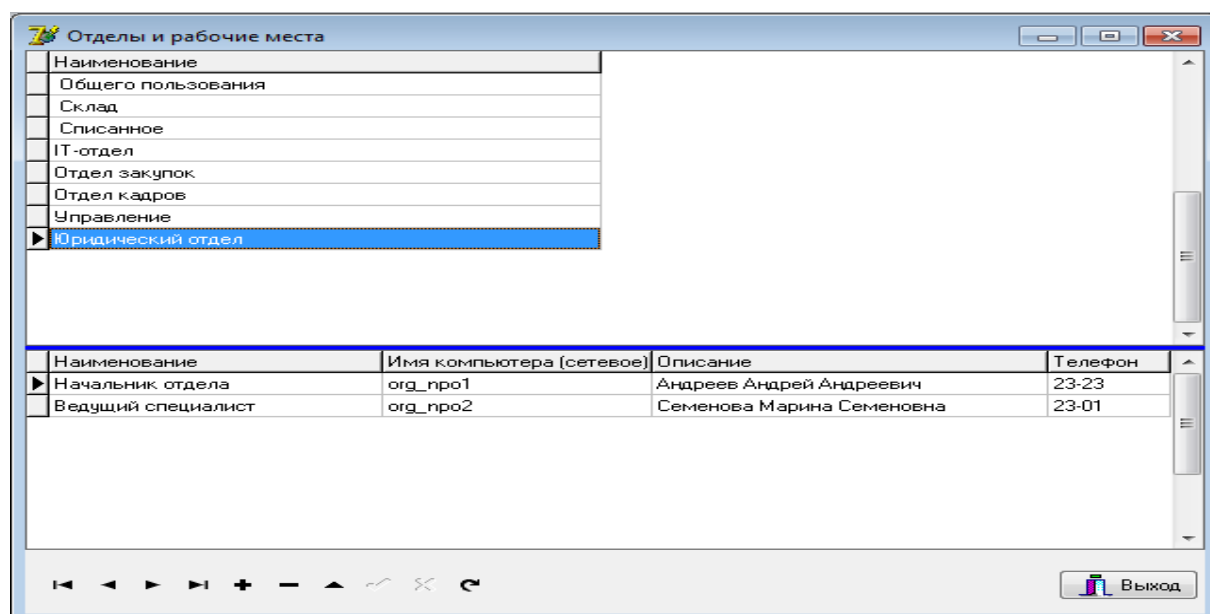 Отделы и рабочие места
Наименование
Общего пользования
Склад
Списанное
IT-отдел
Отдел закупок
Отдел кадров
Управление
Юридический отдел
Наименование Имя компьютера (сетевое) Описание Телефон
Начальник отдела org_npo1 Андреев Андрей Андреевич 23-23
Ведущий специалист org_npo2 Семенова Марина Семеновна 23-01
Выход